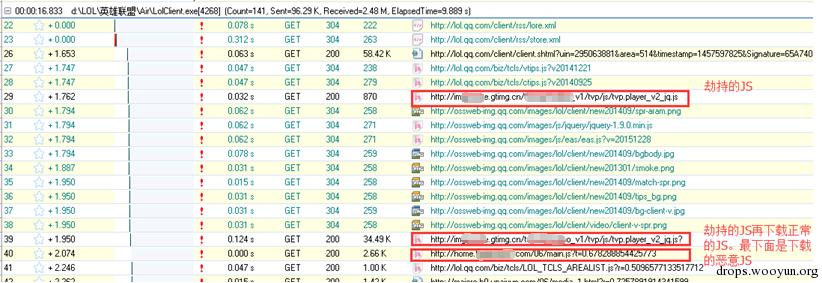 00:00:16.833 d:\LOL\英雄联盟\Air\LolClient.exe[4268] (Count=141, Sent=96.29 K, Received=2.48 M, ElapsedTime=9.889 s)
22 + 0.000 0.078 s GET 304 222 http://lol.qq.com/client/rss/lore.xml
23 + 0.000 0.312 s GET 304 263 http://lol.qq.com/client/rss/store.xml
26 + 1.653 0.063 s GET 200 58.42 K http://lol.qq.com/client/client.shtml?uin=295063881&area=514&timestamp=1457597825&Signature=65A740
27 + 1.747 0.047 s GET 304 278 http://lol.qq.com/biz/tcls/vtips.js?v20141221
28 + 1.747 0.047 s GET 304 279 http://lol.qq.com/biz/tcls/vtips.js?v20140925
劫持的JS
29 + 1.762 0.032 s GET 200 870 http://im e.gtimg.cn/ _v1/tvp/js/tvp.player_v2_jq.js
30 + 1.794 0.031 s GET 304 258 http://ossweb-img.qq.com/images/lol/client/new201409/spr-aram.png
31 + 1.794 0.062 s GET 304 262 http://ossweb-img.qq.com/images/js/jquery/jquery-1.9.0.min.js
32 + 1.794 0.062 s GET 304 271 http://ossweb-img.qq.com/images/js/eas/eas.js?v=20151228
33 + 1.794 0.078 s GET 304 259 http://ossweb-img.qq.com/images/lol/client/new201409/bgbody.jpg
34 + 1.887 0.031 s GET 304 258 http://ossweb-img.qq.com/images/lol/client/new201301/smoke.png
35 + 1.950 0.015 s GET 304 258 http://ossweb-img.qq.com/images/lol/client/new201409/match-spr.png
36 + 1.950 0.031 s GET 304 258 http://ossweb-img.qq.com/images/lol/client/new201409/tips_bg.png
37 + 1.950 0.031 s GET 304 258 http://ossweb-img.qq.com/images/lol/client/new201409/bg-client-v.jpg
38 + 1.950 0.031 s GET 304 258 http://ossweb-img.qq.com/images/lol/client/video/client-v-spr.png
劫持的JS再下载正常
39 + 1.950 0.124 s GET 200 34.49 K http://im e.gtimg.cn/t o_v1/tvp/js/tvp.player_v2_jq.js?
的JS。最下面是下载
40 + 2.074 0.000 s GET 200 2.66 K http://home. .com/06/main.js?t=0.678288854425773
的恶意JS
41 + 2.246 0.047 s GET 200 1.00 K http://lol.qq.com/biz/tcls/LOL_TCLS_AREALIST.js?r=0.5096577133517712
drops.wooyun.org